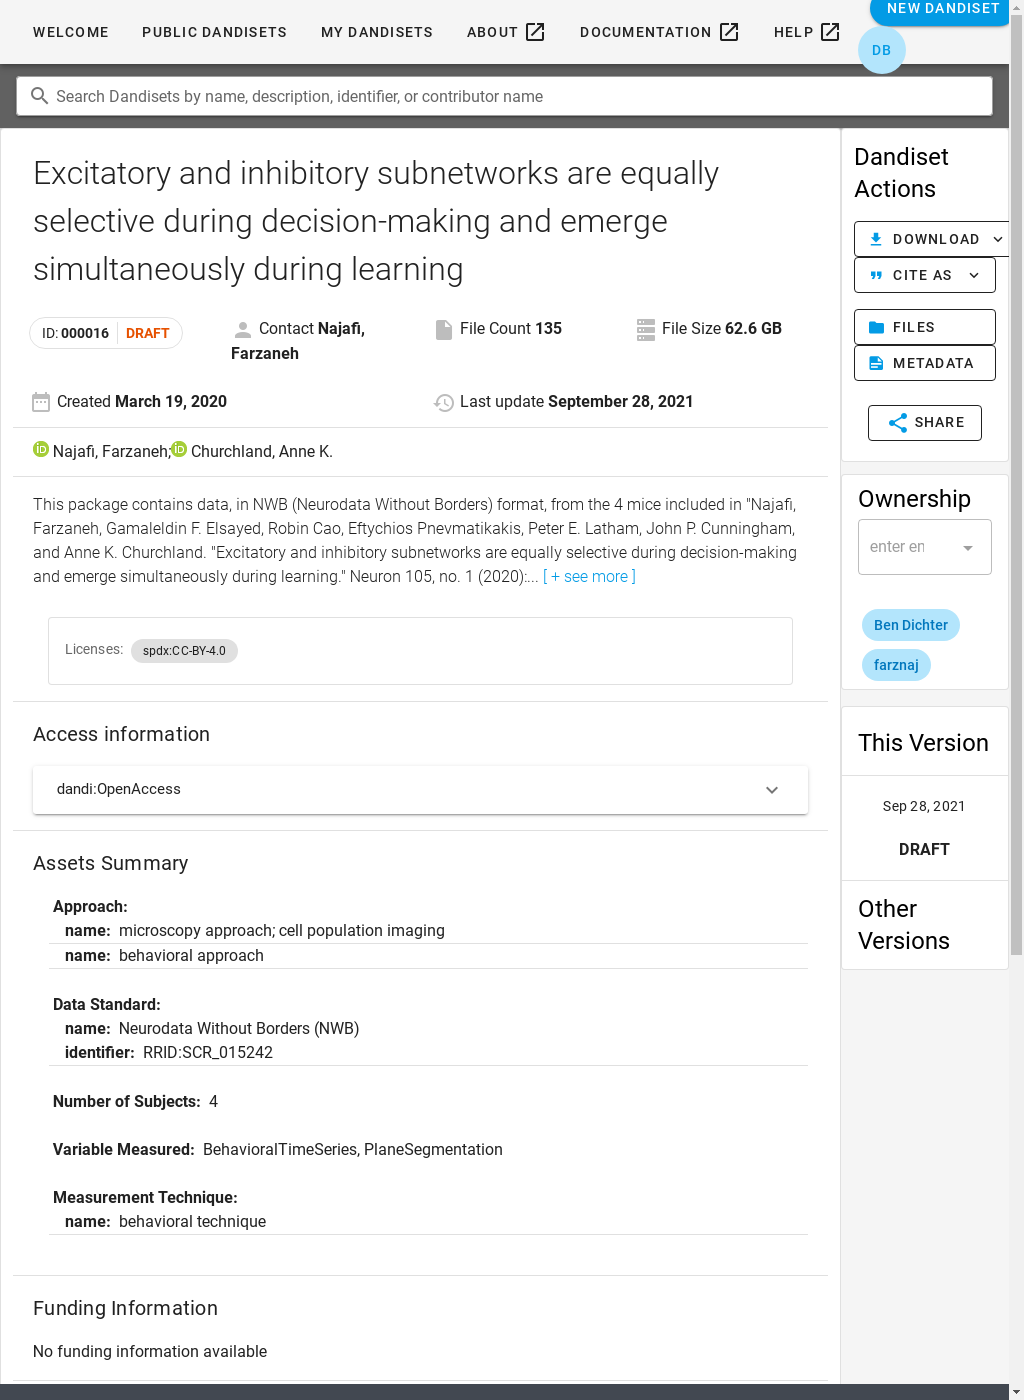 WELCOME PUBLIC DANDISETS MY DANDISETS ABOUT DOCUMENTATION HELP NEW DANDISET
DB
Search Dandisets by name, description, identifier, or contributor name
Excitatory and inhibitory subnetworks are equally
selective during decision-making and emerge
simultaneously during learning
ID: 000016 DRAFT
Contact Najafi,
Farzaneh
File Count 135
File Size 62.6 GB
Created March 19, 2020
Last update September 28, 2021
iD Najafi, Farzaneh; iD Churchland, Anne K.
This package contains data, in NWB (Neurodata Without Borders) format, from the 4 mice included in "Najafi,
Farzaneh, Gamaleldin F. Elsayed, Robin Cao, Eftychios Pnevmatikakis, Peter E. Latham, John P. Cunningham,
and Anne K. Churchland. "Excitatory and inhibitory subnetworks are equally selective during decision-making
and emerge simultaneously during learning." Neuron 105, no. 1 (2020):... [ + see more ]
Licenses: spdx:CC-BY-4.0
Access information
dandi:OpenAccess
Assets Summary
Approach:
name: microscopy approach; cell population imaging
name: behavioral approach
Data Standard:
name: Neurodata Without Borders (NWB)
identifier: RRID:SCR_015242
Number of Subjects: 4
Variable Measured: BehavioralTimeSeries, PlaneSegmentation
Measurement Technique:
name: behavioral technique
Funding Information
No funding information available
Dandiset
Actions
DOWNLOAD
CITE AS
FILES
METADATA
SHARE
Ownership
enter en
Ben Dichter
farznaj
This Version
Sep 28, 2021
DRAFT
Other
Versions